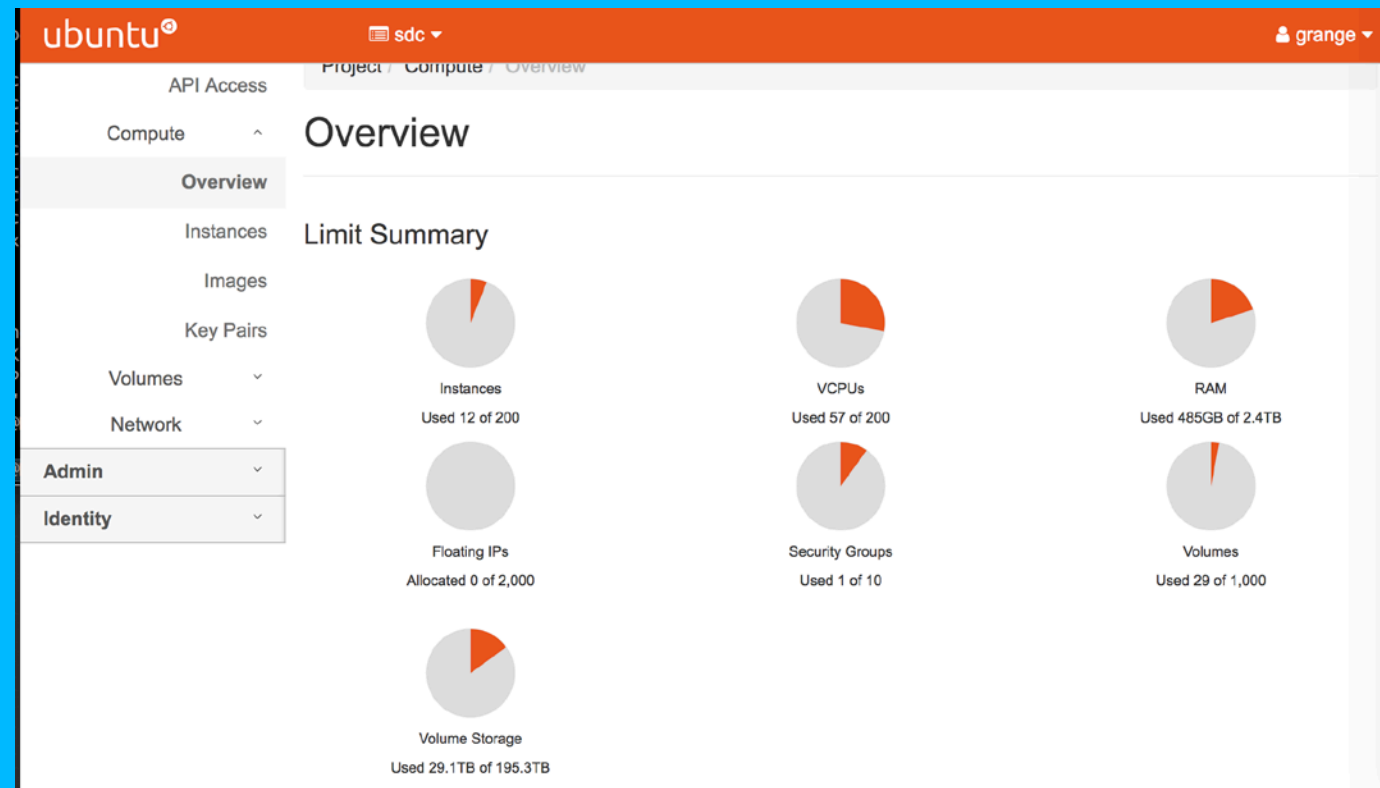 ubuntu
sdc
grange
API Access
Compute
Overview
Instances
Images
Key Pairs
Volumes
Network
Admin
Identity
Project / Compute / Overview
Overview
Limit Summary
Instances
Used 12 of 200
VCPUs
Used 57 of 200
RAM
Used 485GB of 2.4TB
Floating IPs
Allocated 0 of 2,000
Security Groups
Used 1 of 10
Volumes
Used 29 of 1,000
Volume Storage
Used 29.1TB of 195.3TB